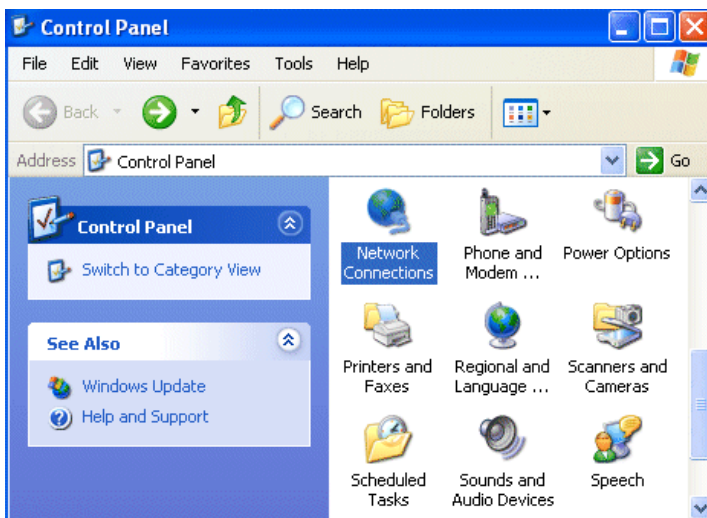 Control Panel
File Edit View Favorites Tools Help
Back Search Folders
Address Control Panel Go
Control Panel
Switch to Category View
See Also
Windows Update
Help and Support
Network Connections
Phone and Modem ...
Power Options
Printers and Faxes
Regional and Language ...
Scanners and Cameras
Scheduled Tasks
Sounds and Audio Devices
Speech